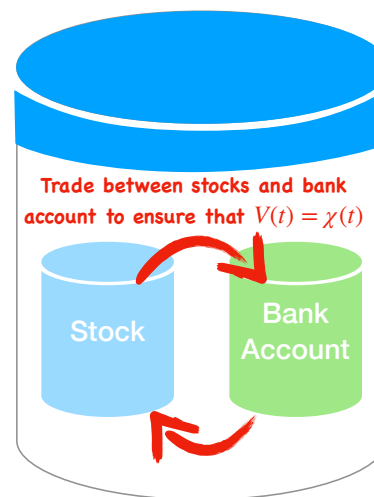 Trade between stocks and bank
account to ensure that V(t) = χ(t)
Stock
Bank
Account